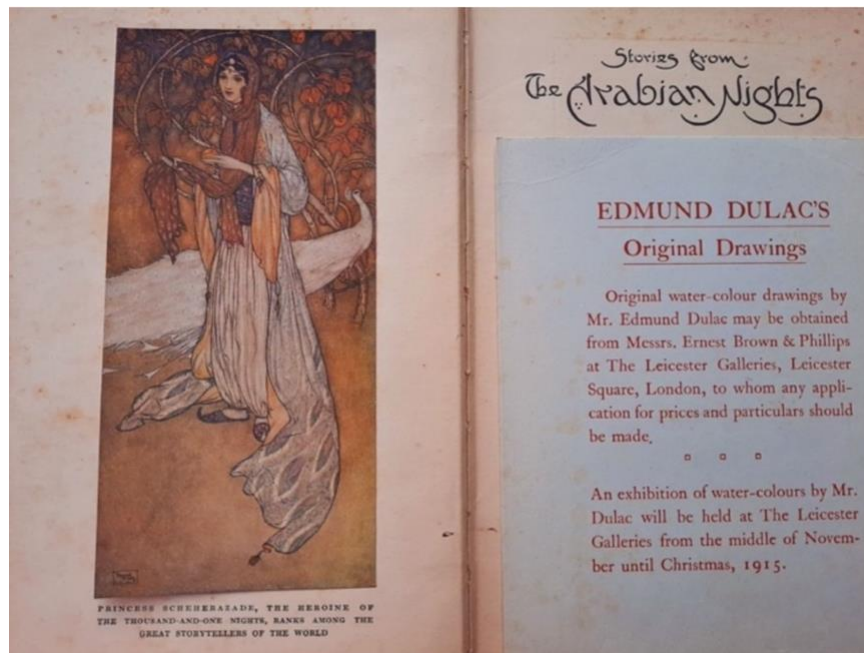 PRINCESS SCHEHERAZADE, THE HEROINE OF
THE THOUSAND-AND-ONE NIGHTS, RANKS AMONG THE
GREAT STORYTELLERS OF THE WORLD
Stories from
The Arabian Nights
EDMUND DULAC'S
Original Drawings
Original water-colour drawings by
Mr. Edmund Dulac may be obtained
from Messrs. Ernest Brown & Phillips
at The Leicester Galleries, Leicester
Square, London, to whom any appli-
cation for prices and particulars should
be made.
An exhibition of water-colours by Mr.
Dulac will be held at The Leicester
Galleries from the middle of Novem-
ber until Christmas, 1915.